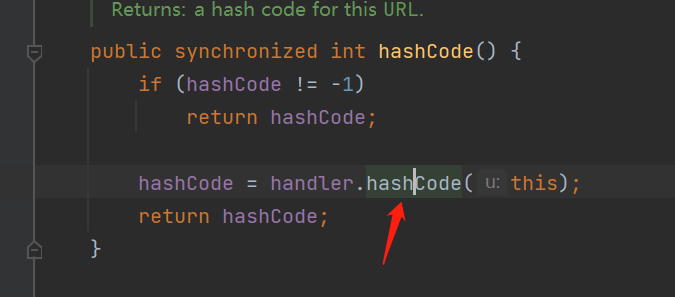 Returns: a hash code for this URL.
public synchronized int hashCode() {
if (hashCode != -1)
return hashCode;
hashCode = handler.hashCode( u: this);
return hashCode;
}